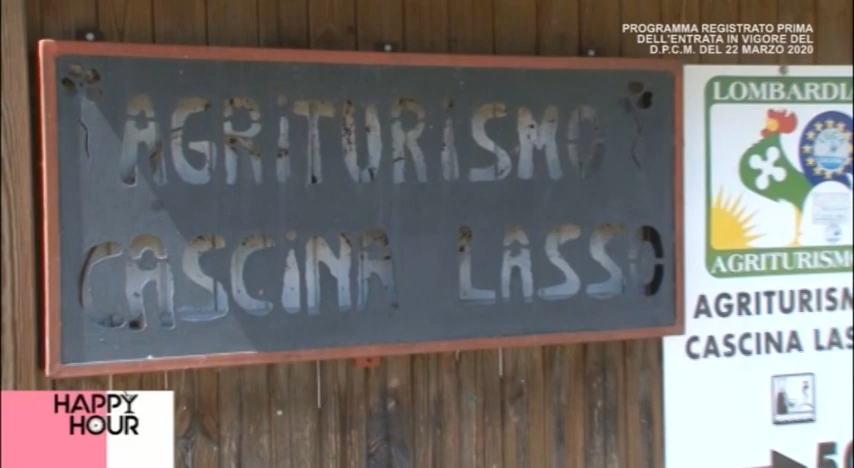 PROGRAMMA REGISTRATO PRIMA
DELL'ENTRATA IN VIGORE DEL
D.P.C.M. DEL 22 MARZO 2020
AGRiTURiSMO
CASCiNA LASSO
LOMBARDIA
AGRITURISMO
AGRITURISM
CASCINA LAS
HAPPY
HOUR